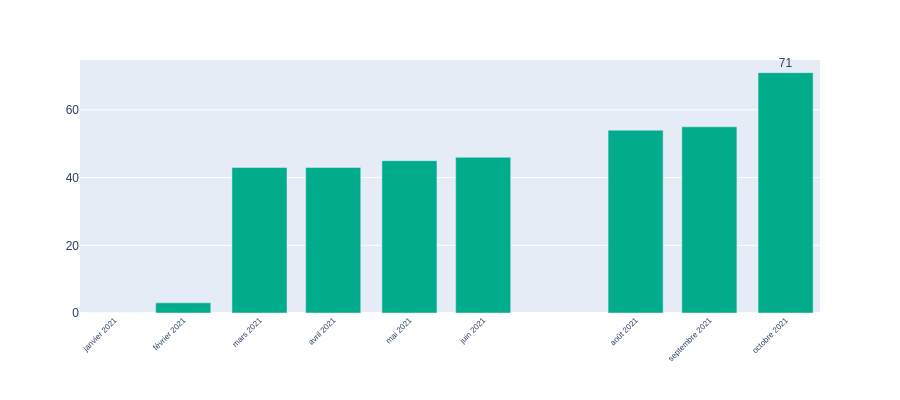 71
60
40
20
0
janvier 2021
février 2021
mars 2021
avril 2021
mai 2021
juin 2021
août 2021
septembre 2021
octobre 2021